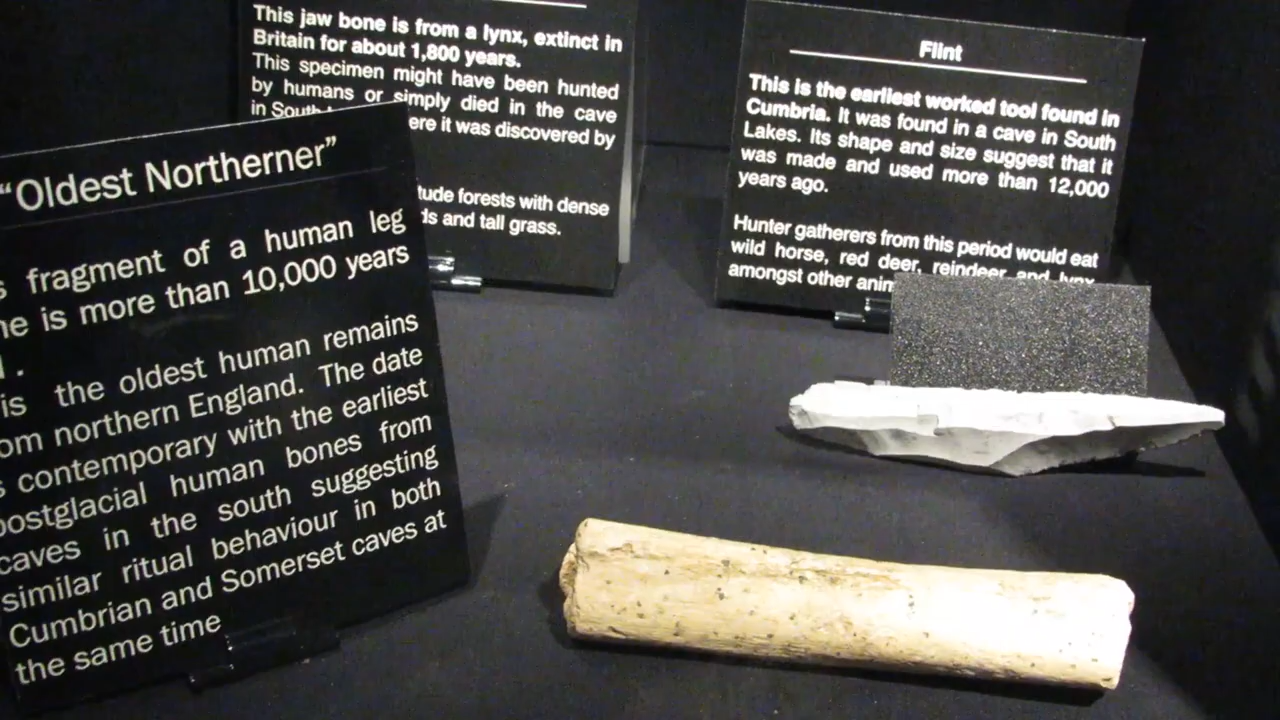 This jaw bone is from a lynx, extinct in
Britain for about 1,800 years.
This specimen might have been hunted
by humans or simply died in the cave
in South
ere it was discovered by
tude forests with dense
ds and tall grass.
Flint
This is the earliest worked tool found in
Cumbria. It was found in a cave in South
Lakes. Its shape and size suggest that it
was made and used more than 12,000
years ago.
Hunter gatherers from this period would eat
wild horse, red deer, reindeer and lynx
amongst other anim
“Oldest Northerner”
s fragment of a human leg
ne is more than 10,000 years
.
is the oldest human remains
om northern England. The date
s contemporary with the earliest
postglacial human bones from
caves in the south suggesting
similar ritual behaviour in both
Cumbrian and Somerset caves at
the same time